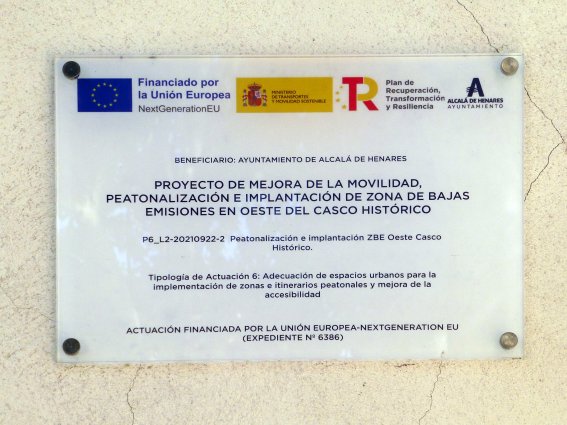 Financiado por
la Unión Europea
NextGenerationEU
MINISTERIO
DE TRANSPORTES
Y MOVILIDAD SOSTENIBLE
TR
Plan de
Recuperación,
Transformación
y Resiliencia
ALCALÁ DE HENARES
AYUNTAMIENTO
BENEFICIARIO: AYUNTAMIENTO DE ALCALÁ DE HENARES
PROYECTO DE MEJORA DE LA MOVILIDAD,
PEATONALIZACIÓN E IMPLANTACIÓN DE ZONA DE BAJAS
EMISIONES EN OESTE DEL CASCO HISTÓRICO
P6_L2-20210922-2 Peatonalización e implantación ZBE Oeste Casco
Histórico.
Tipología de Actuación 6: Adecuación de espacios urbanos para la
implementación de zonas e itinerarios peatonales y mejora de la
accesibilidad
ACTUACIÓN FINANCIADA POR LA UNIÓN EUROPEA-NEXTGENERATION EU
(EXPEDIENTE Nº 6386)